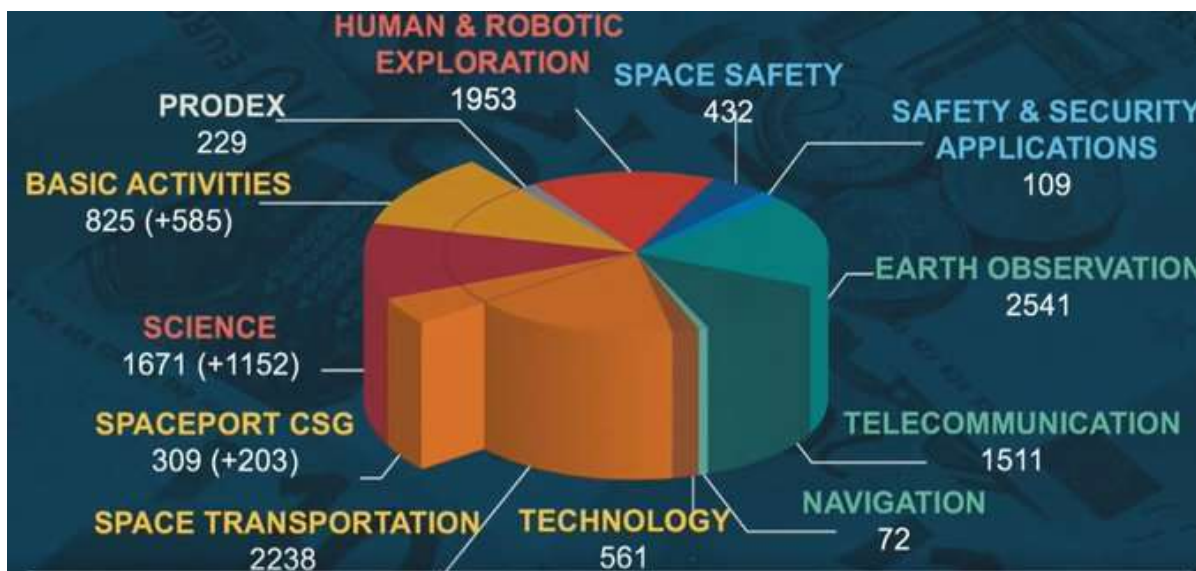 HUMAN & ROBOTIC
EXPLORATION
1953
SPACE SAFETY
432
SAFETY & SECURITY
APPLICATIONS
109
PRODEX
229
BASIC ACTIVITIES
825 (+585)
EARTH OBSERVATION
2541
SCIENCE
1671 (+1152)
SPACEPORT CSG
309 (+203)
TELECOMMUNICATION
1511
SPACE TRANSPORTATION
2238
TECHNOLOGY
561
NAVIGATION
72